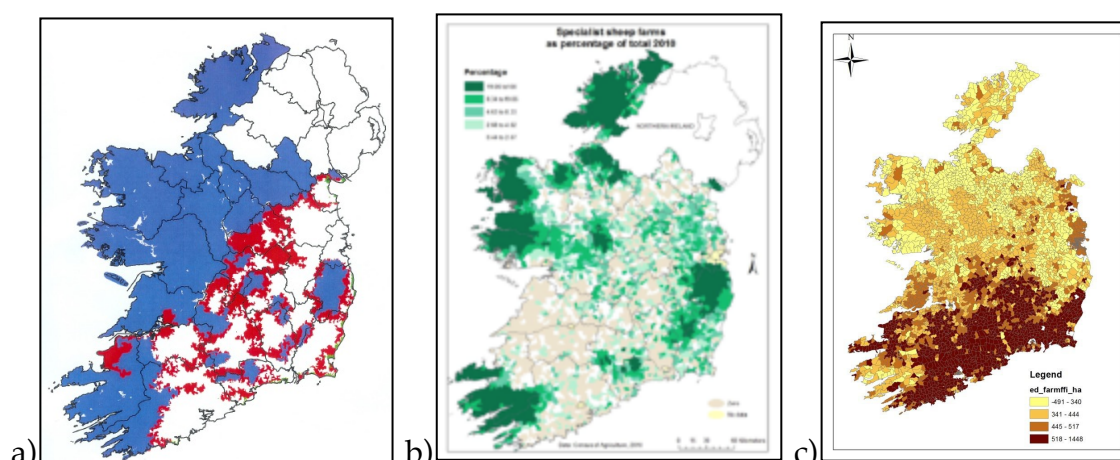 a)
b)
Specialist sheep farms
as percentage of total 2010
Percentage
NORTHERN IRELAND
Zero
No data
Data: Census of Agriculture, 2010
c)
N
Legend
ed_farmffi_ha
-491 - 340
341 - 444
445 - 517
518 - 1448